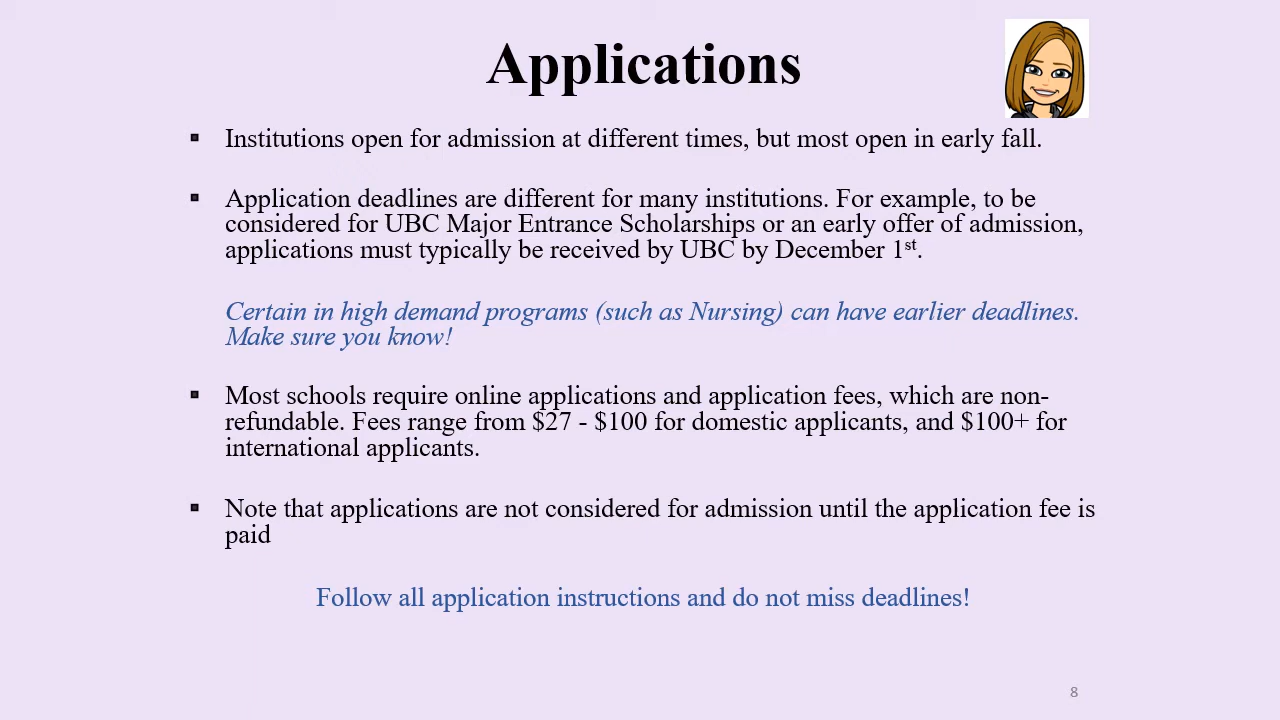 Applications
▪ Institutions open for admission at different times, but most open in early fall.
▪ Application deadlines are different for many institutions. For example, to be
considered for UBC Major Entrance Scholarships or an early offer of admission,
applications must typically be received by UBC by December 1st.
Certain in high demand programs (such as Nursing) can have earlier deadlines.
Make sure you know!
▪ Most schools require online applications and application fees, which are non-
refundable. Fees range from $27 - $100 for domestic applicants, and $100+ for
international applicants.
▪ Note that applications are not considered for admission until the application fee is
paid
Follow all application instructions and do not miss deadlines!
8